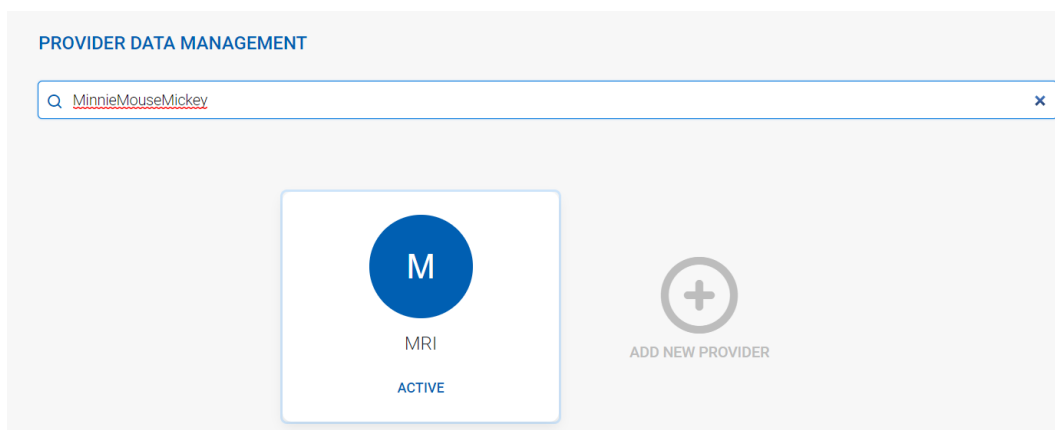 PROVIDER DATA MANAGEMENT
MinnieMouseMickey
M
MRI
ACTIVE
ADD NEW PROVIDER